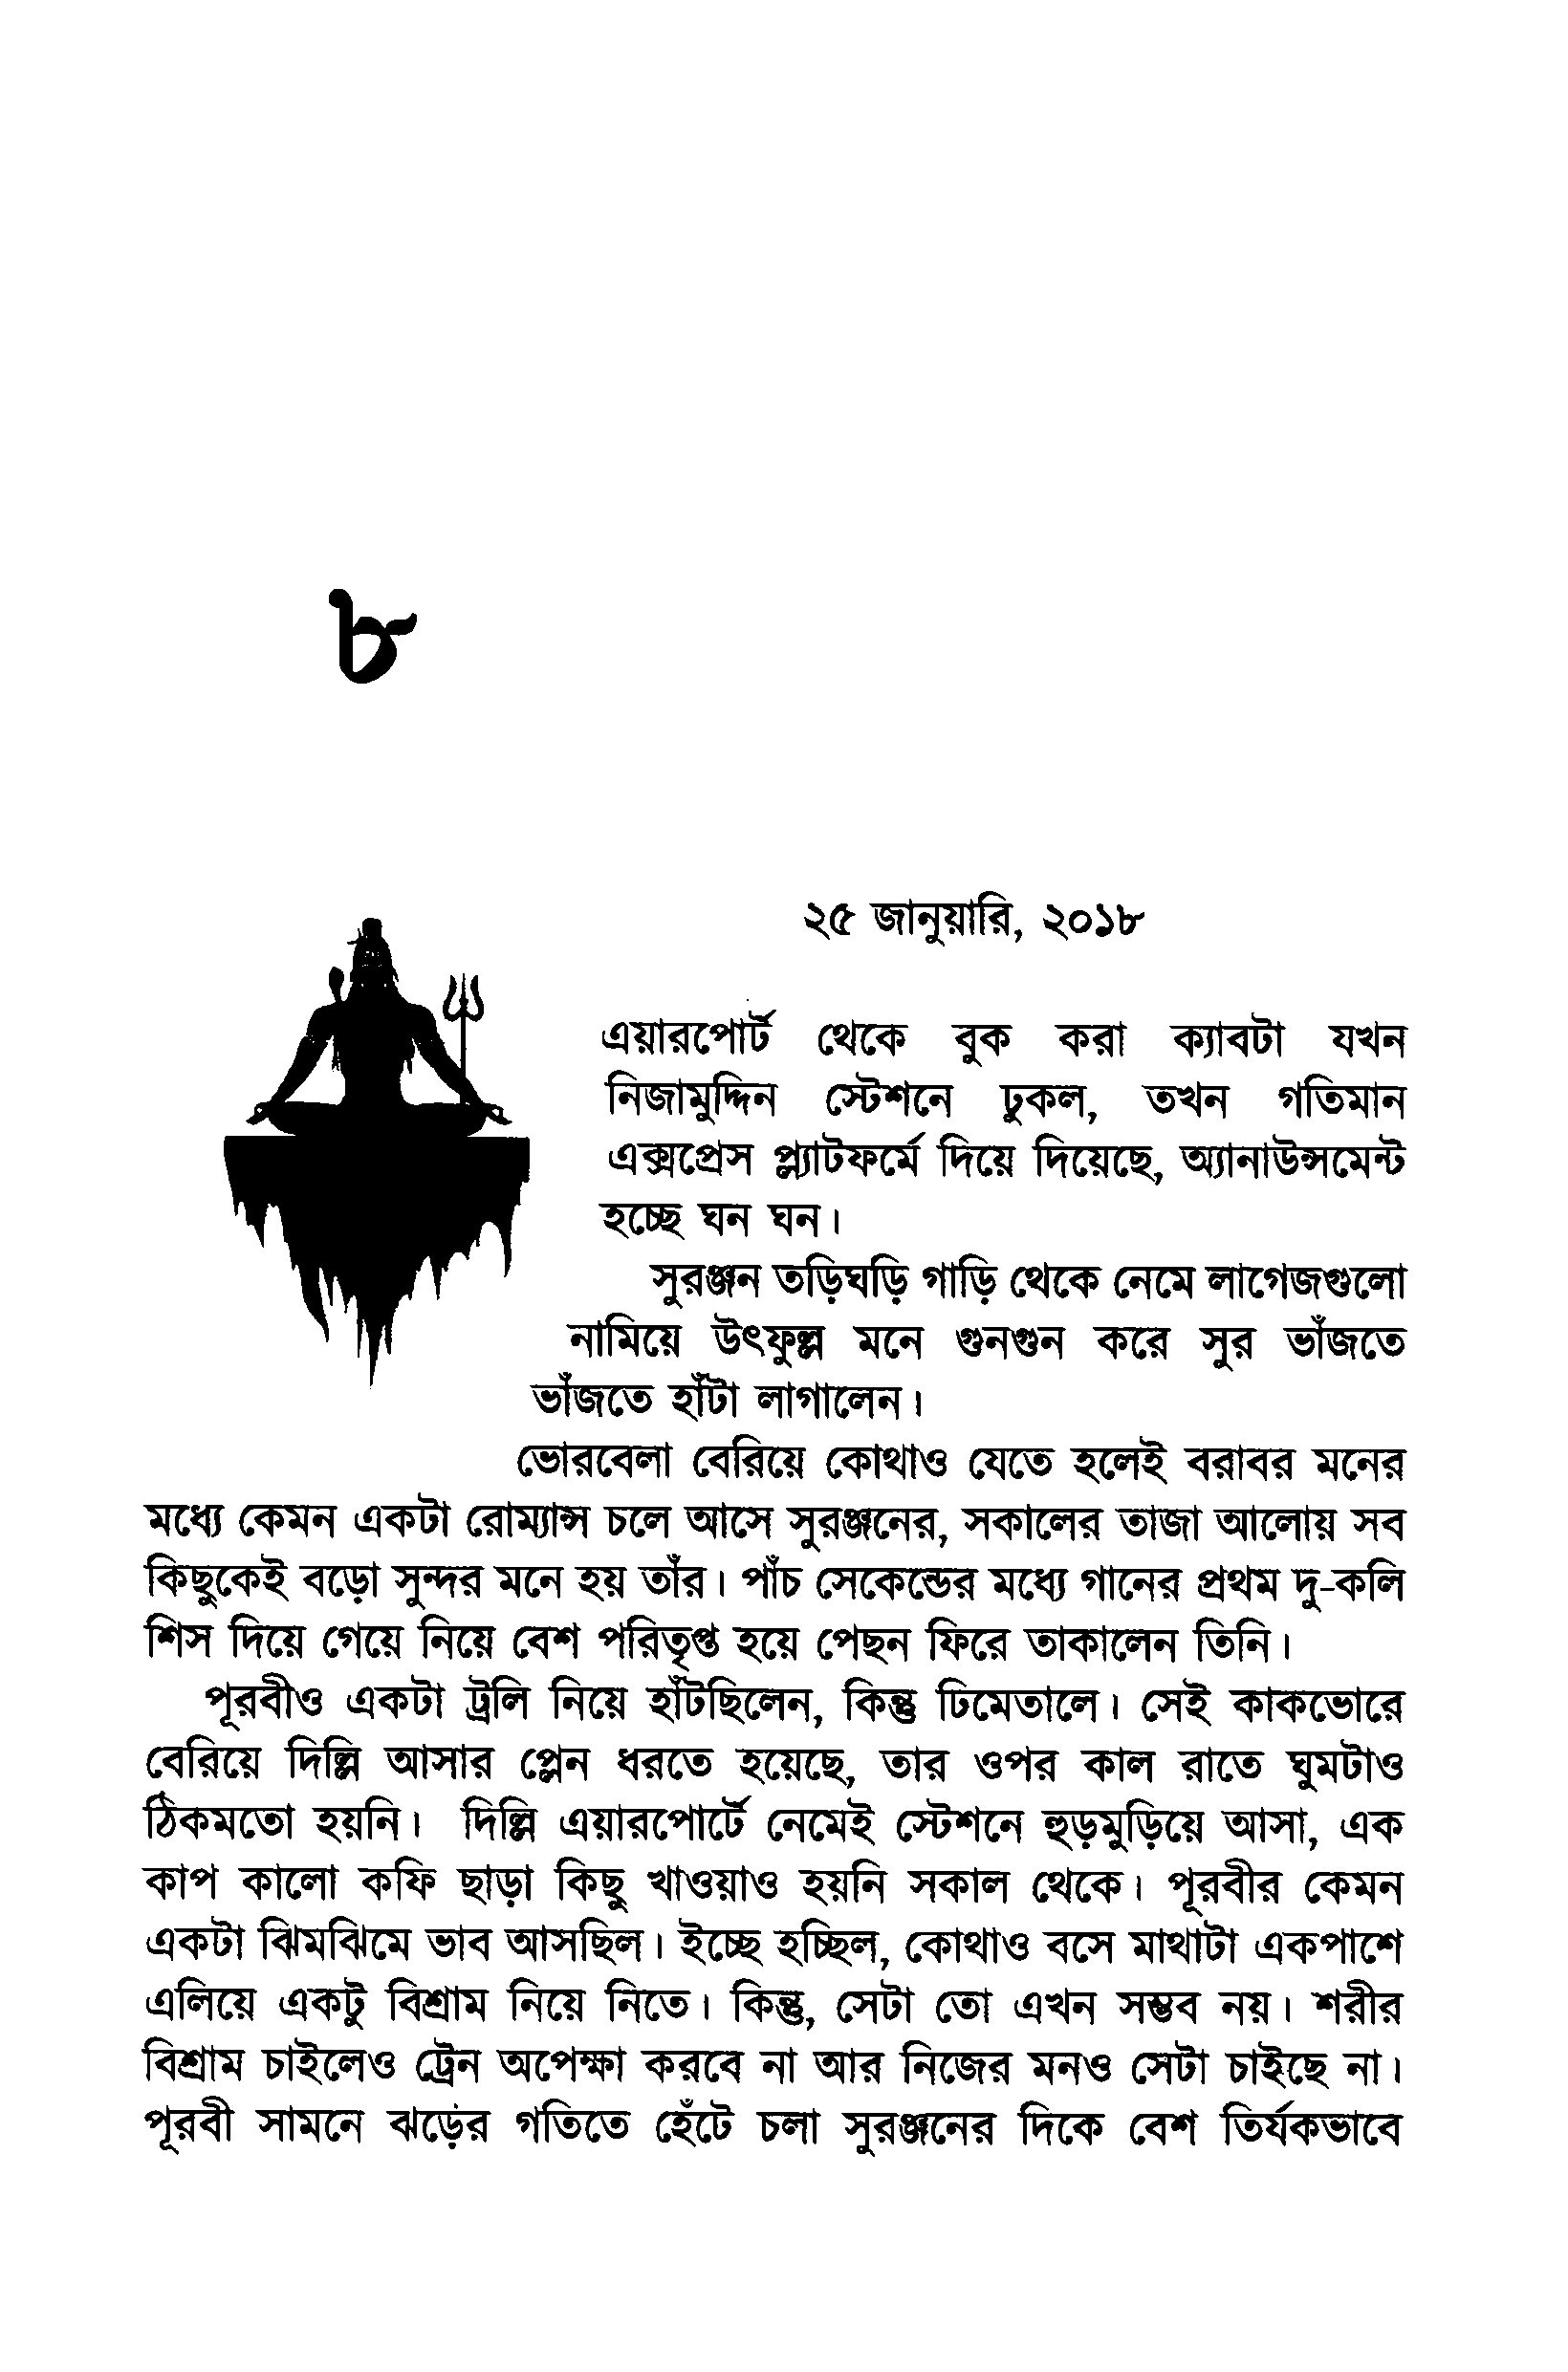 ৮
২৫ জানুয়ারি, ২০১৮
এয়ারপোর্ট থেকে বুক করা ক্যাবটা যখন
নিজামুদ্দিন স্টেশনে ঢুকল, তখন গতিমান
এক্সপ্রেস প্ল্যাটফর্মে দিয়ে দিয়েছে, অ্যানাউন্সমেন্ট
হচ্ছে ঘন ঘন।
সুরঞ্জন তড়িঘড়ি গাড়ি থেকে নেমে লাগেজগুলো
নামিয়ে উৎফুল্ল মনে গুনগুন করে সুর ভাঁজতে
ভাঁজতে হাঁটা লাগালেন।
ভোরবেলা বেরিয়ে কোথাও যেতে হলেই বরাবর মনের
মধ্যে কেমন একটা রোম্যান্স চলে আসে সুরঞ্জনের, সকালের তাজা আলোয় সব
কিছুকেই বড়ো সুন্দর মনে হয় তাঁর। পাঁচ সেকেন্ডের মধ্যে গানের প্রথম দু-কলি
শিস দিয়ে গেয়ে নিয়ে বেশ পরিতৃপ্ত হয়ে পেছন ফিরে তাকালেন তিনি।
পূরবীও একটা ট্রলি নিয়ে হাঁটছিলেন, কিন্তু ঢিমেতালে। সেই কাকভোরে
বেরিয়ে দিল্লি আসার প্লেন ধরতে হয়েছে, তার ওপর কাল রাতে ঘুমটাও
ঠিকমতো হয়নি। দিল্লি এয়ারপোর্টে নেমেই স্টেশনে হুড়মুড়িয়ে আসা, এক
কাপ কালো কফি ছাড়া কিছু খাওয়াও হয়নি সকাল থেকে। পূরবীর কেমন
একটা ঝিমঝিমে ভাব আসছিল। ইচ্ছে হচ্ছিল, কোথাও বসে মাথাটা একপাশে
এলিয়ে একটু বিশ্রাম নিয়ে নিতে। কিন্তু, সেটা তো এখন সম্ভব নয়। শরীর
বিশ্রাম চাইলেও ট্রেন অপেক্ষা করবে না আর নিজের মনও সেটা চাইছে না।
পূরবী সামনে ঝড়ের গতিতে হেঁটে চলা সুরঞ্জনের দিকে বেশ তির্যকভাবে